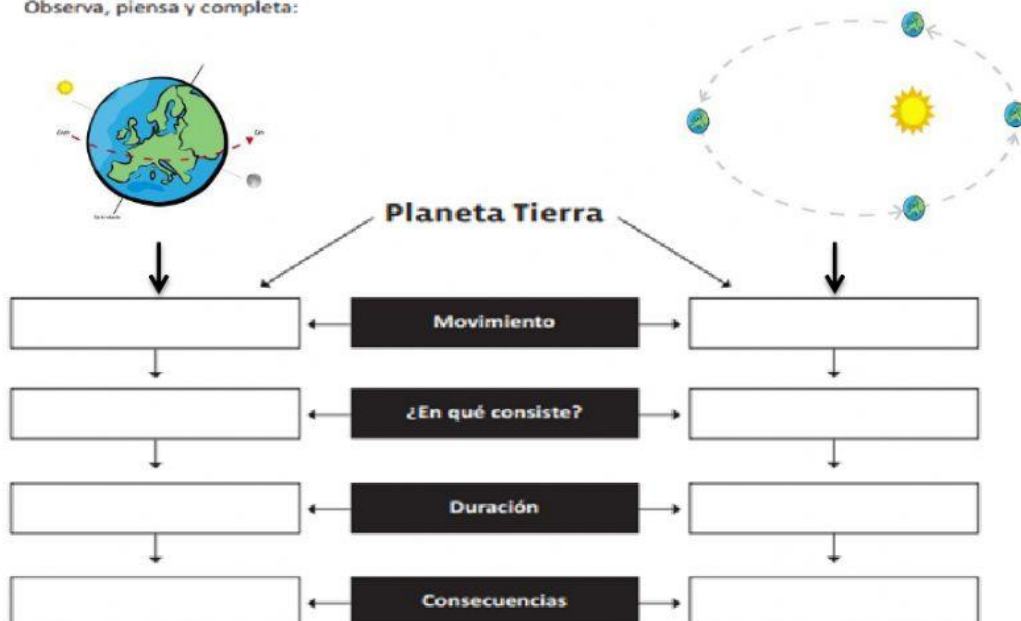 Observa, piensa y completa:
Planeta Tierra
Movimiento
¿En qué consiste?
Duración
Consecuencias